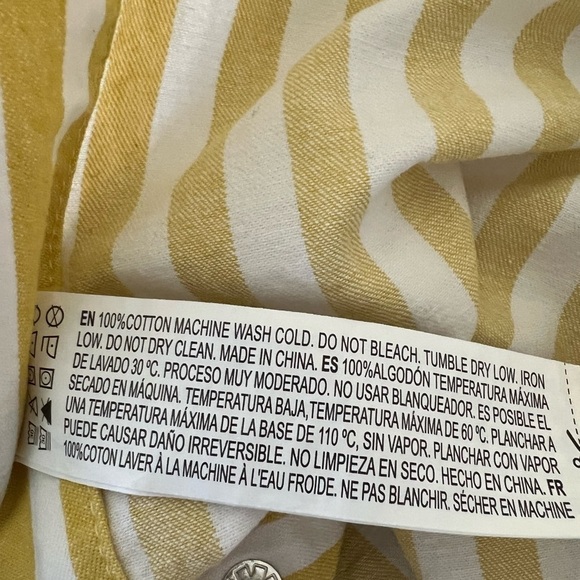 EN 100%COTTON MACHINE WASH COLD. DO NOT BLEACH. TUMBLE DRY LOW. IRON
LOW. DO NOT DRY CLEAN. MADE IN CHINA. ES 100%ALGODÓN TEMPERATURA MÁXIMA
DE LAVADO 30 ºC. PROCESO MUY MODERADO. NO USAR BLANQUEADOR. ES POSIBLE EL
SECADO EN MÁQUINA. TEMPERATURA BAJA,TEMPERATURA MÁXIMA DE 60 ºC. PLANCHAR A
UNA TEMPERATURA MÁXIMA DE LA BASE DE 110 ºC, SIN VAPOR. PLANCHAR CON VAPOR
PUEDE CAUSAR DAÑO IRREVERSIBLE. NO LIMPIEZA EN SECO. HECHO EN CHINA. FR
100%COTON LAVER À LA MACHINE À L'EAU FROIDE. NE PAS BLANCHIR. SÉCHER EN MACHINE